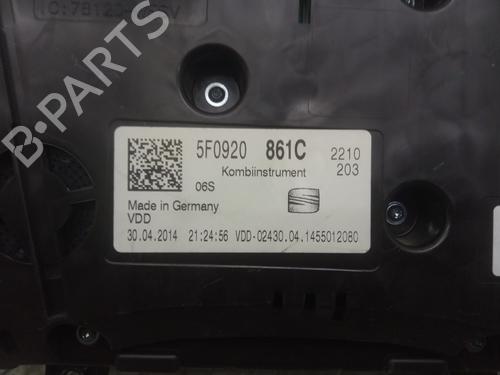 5F0920 861C 2210
Kombiinstrument 203
06S
Made in Germany
VDD
30.04.2014 21:24:56 VDD-02430.04.1455012080
B-PARTS